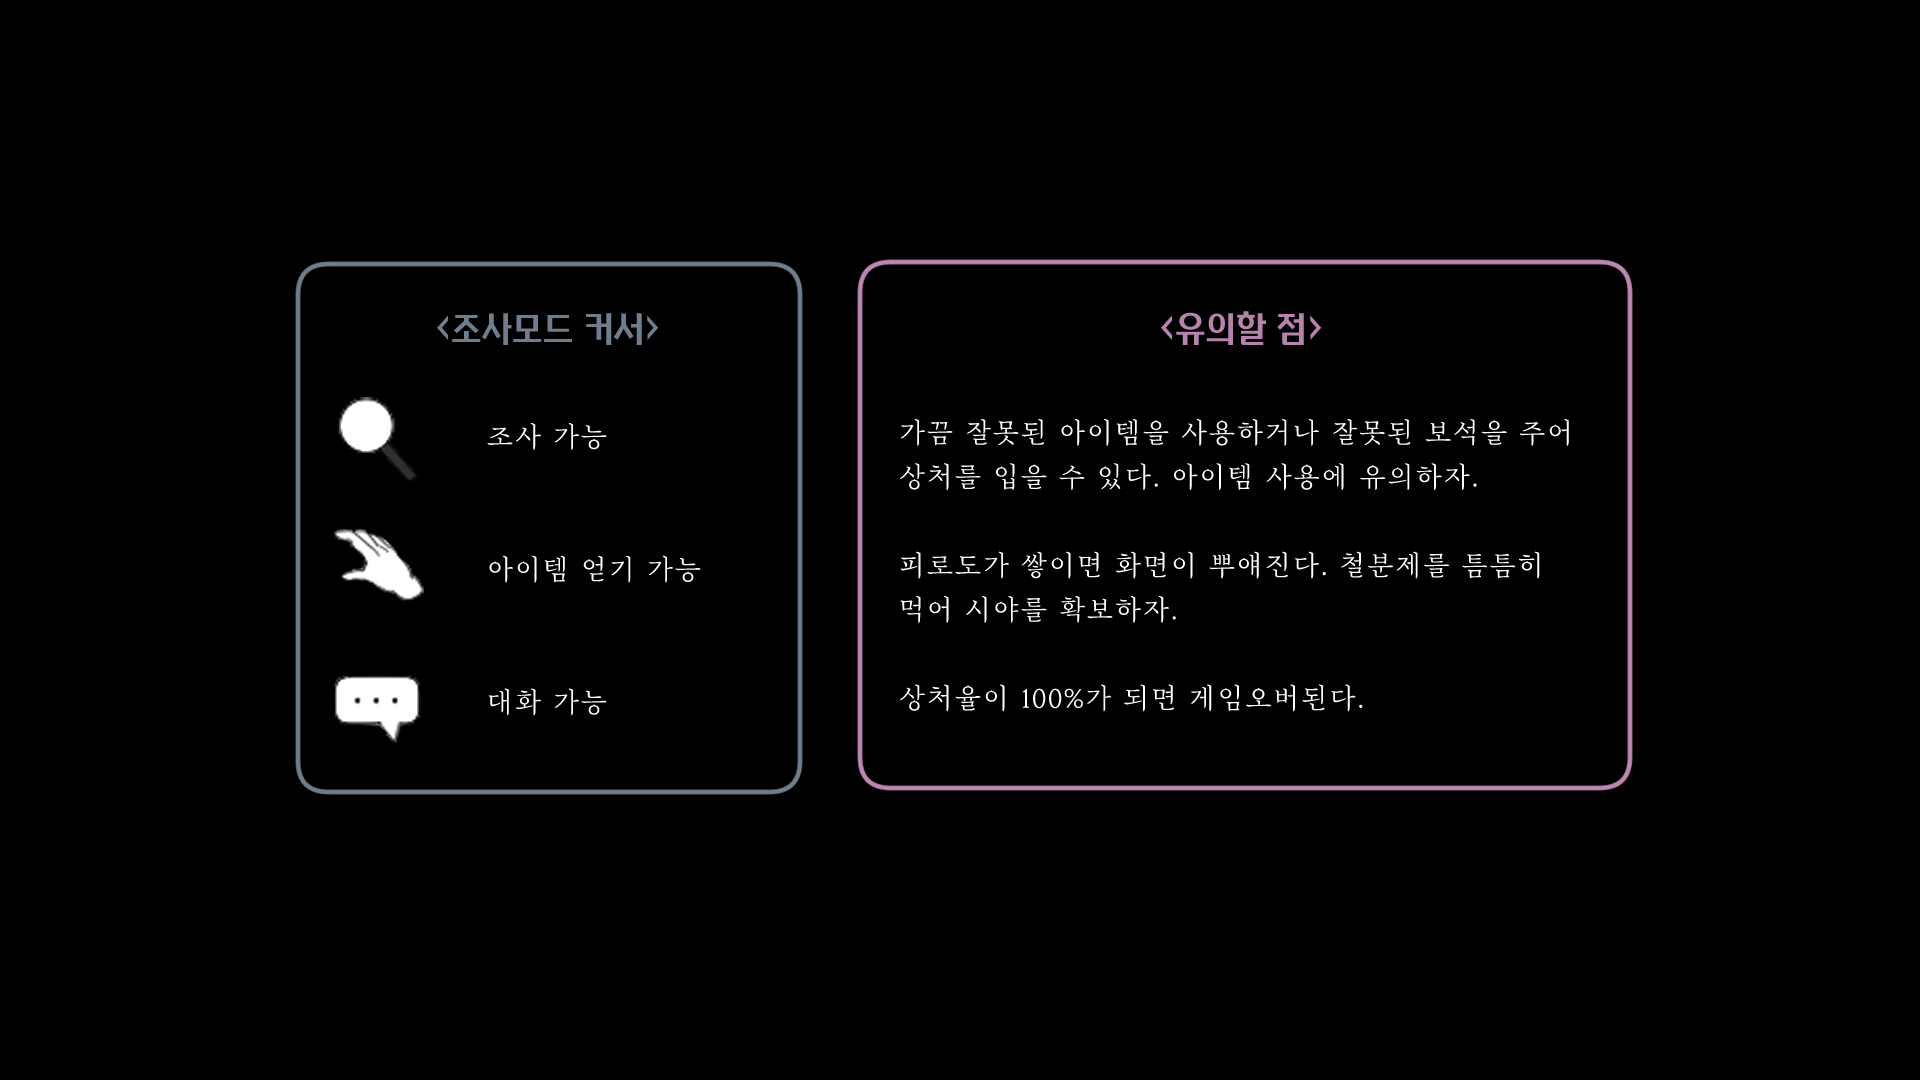 <조사모드 커서>
조사 가능
아이템 얻기 가능
대화 가능
<유의할 점>
가끔 잘못된 아이템을 사용하거나 잘못된 보석을 주어
상처를 입을 수 있다. 아이템 사용에 유의하자.
피로도가 쌓이면 화면이 뿌얘진다. 철분제를 틈틈히
먹어 시야를 확보하자.
상처율이 100%가 되면 게임오버된다.